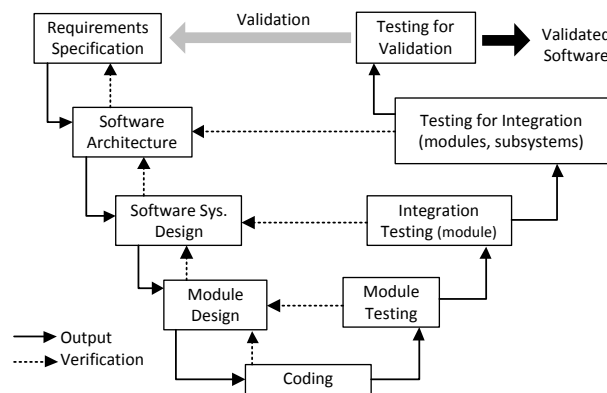 Requirements
Specification
Validation
Testing for
Validation
Validated
Software
Software
Architecture
Testing for Integration
(modules, subsystems)
Software Sys.
Design
Integration
Testing (module)
Module
Design
Module
Testing
Output
Verification
Coding